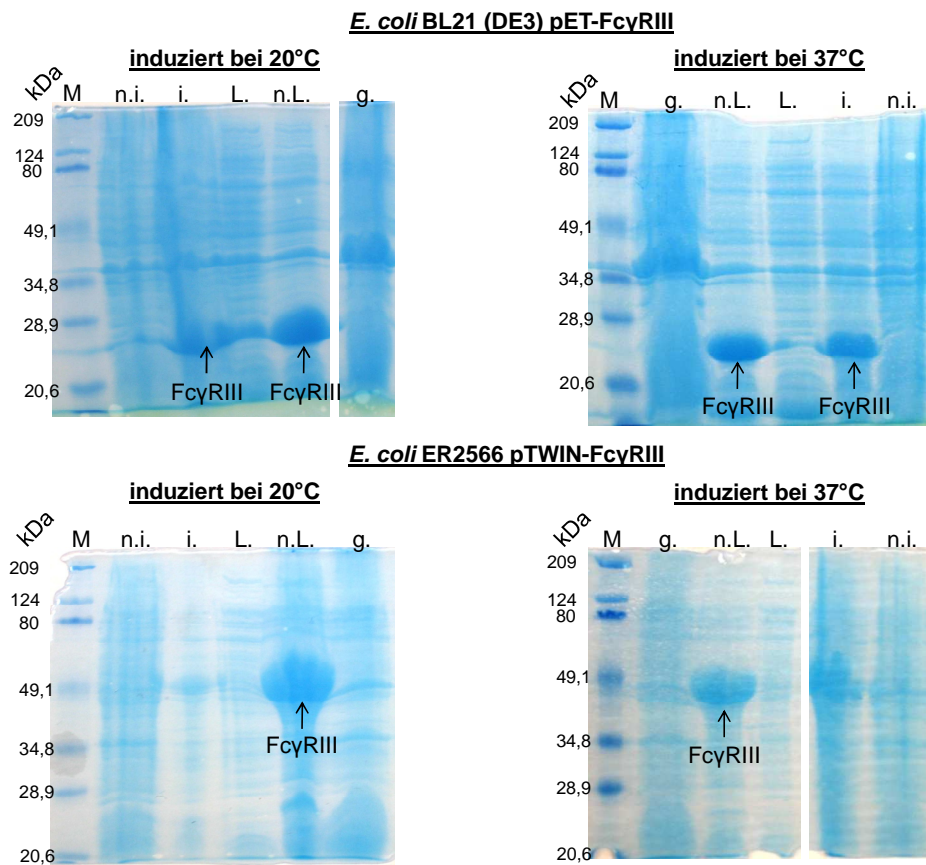 E. coli BL21 (DE3) pET-FcγRIII
induziert bei 20°C
kDa M n.i. i. L. n.L. g.
209
124
80
49,1
34,8
28,9
20,6
FcγRIII FcγRIII
induziert bei 37°C
kDa M g. n.L. L. i. n.i.
209
124
80
49,1
34,8
28,9
20,6
FcγRIII FcγRIII
E. coli ER2566 pTWIN-FcγRIII
induziert bei 20°C
kDa M n.i. i. L. n.L. g.
209
124
80
49,1
34,8
28,9
20,6
FcγRIII
induziert bei 37°C
kDa M g. n.L. L. i. n.i.
209
124
80
49,1
34,8
28,9
20,6
FcγRIII